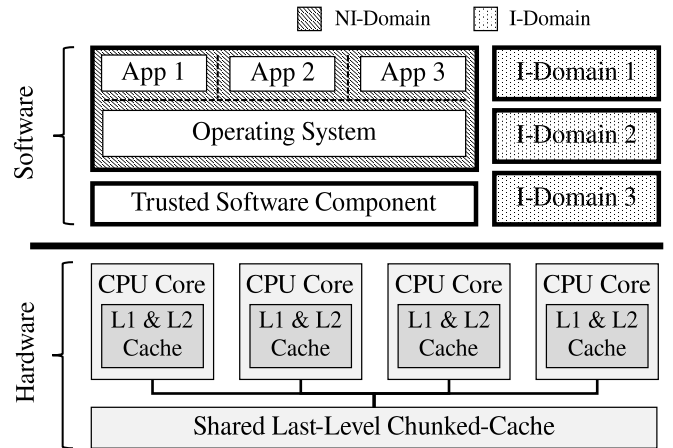 NI-Domain
I-Domain
Software
App 1
App 2
App 3
Operating System
Trusted Software Component
I-Domain 1
I-Domain 2
I-Domain 3
Hardware
CPU Core
L1 & L2
Cache
CPU Core
L1 & L2
Cache
CPU Core
L1 & L2
Cache
CPU Core
L1 & L2
Cache
Shared Last-Level Chunked-Cache